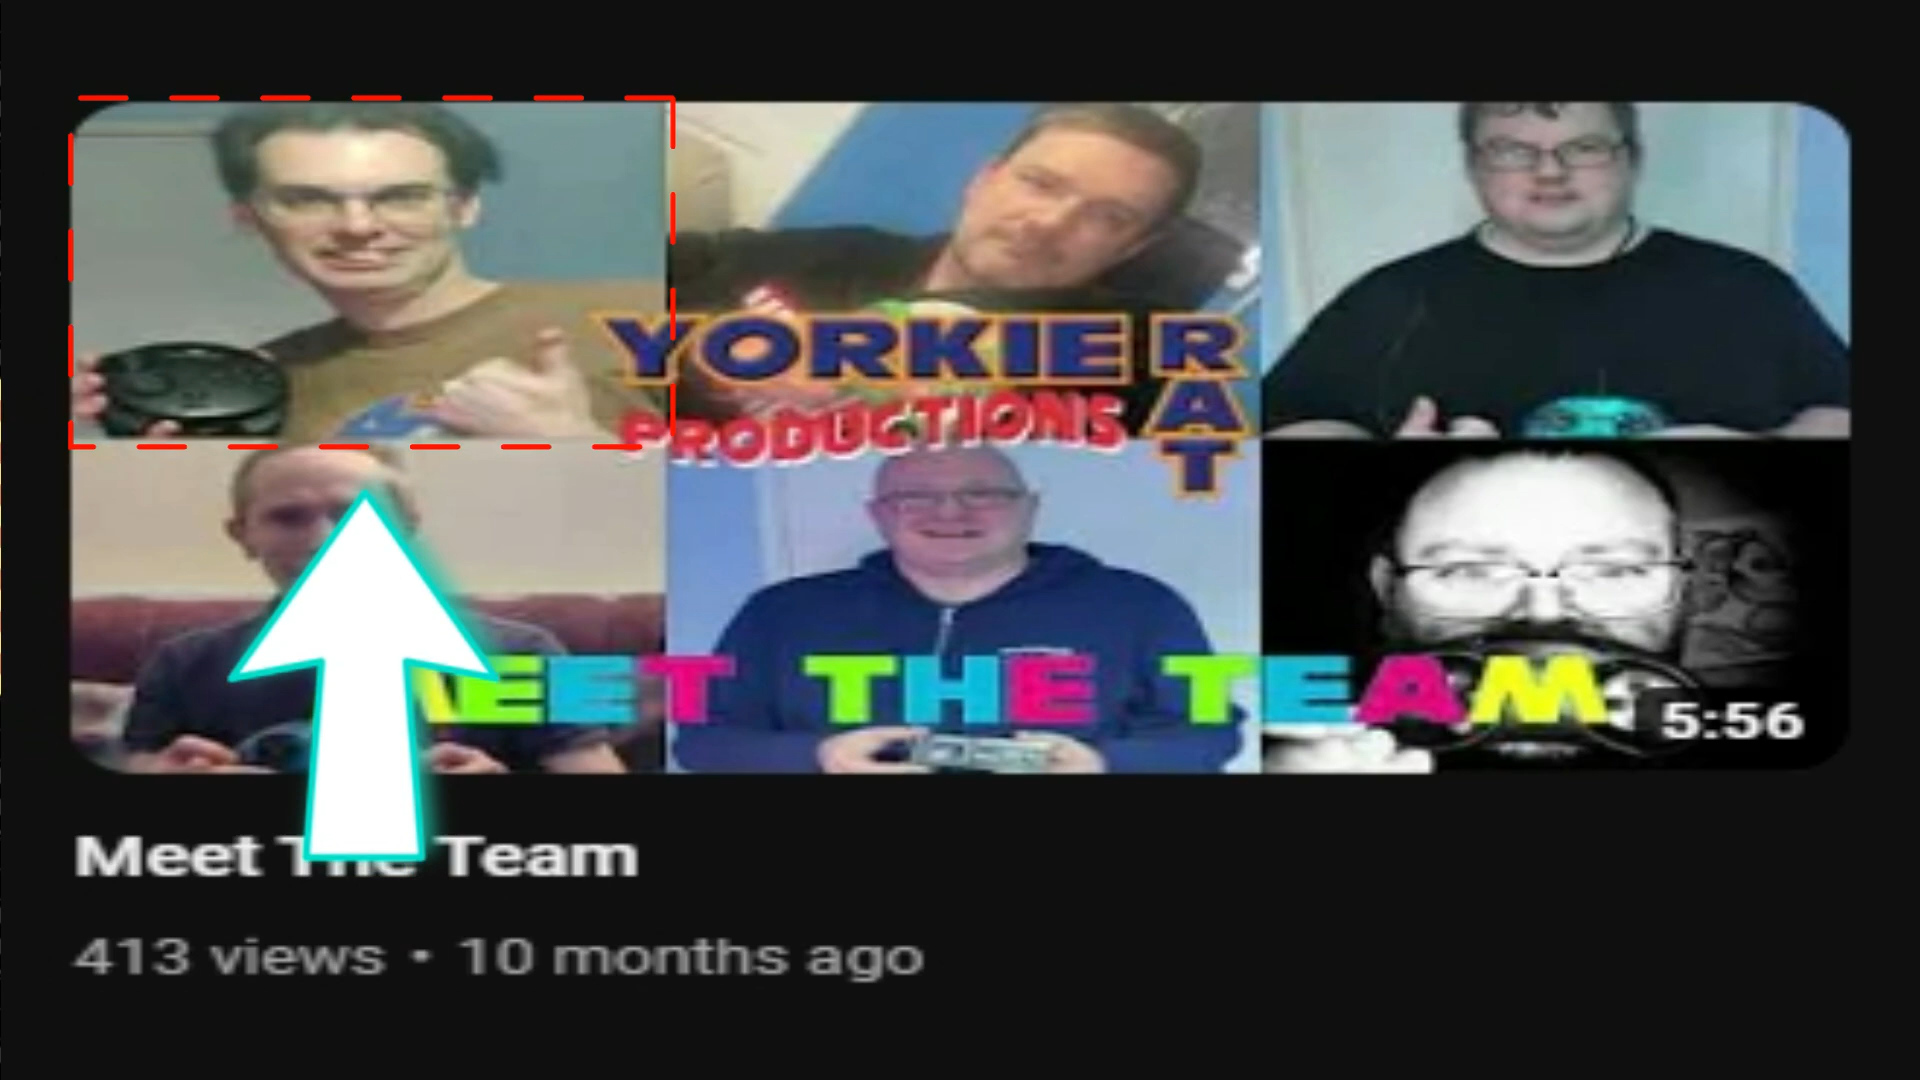 YORKIE RAT
PRODUCTIONS
MEET THE TEAM
5:56
Meet The Team
413 views • 10 months ago